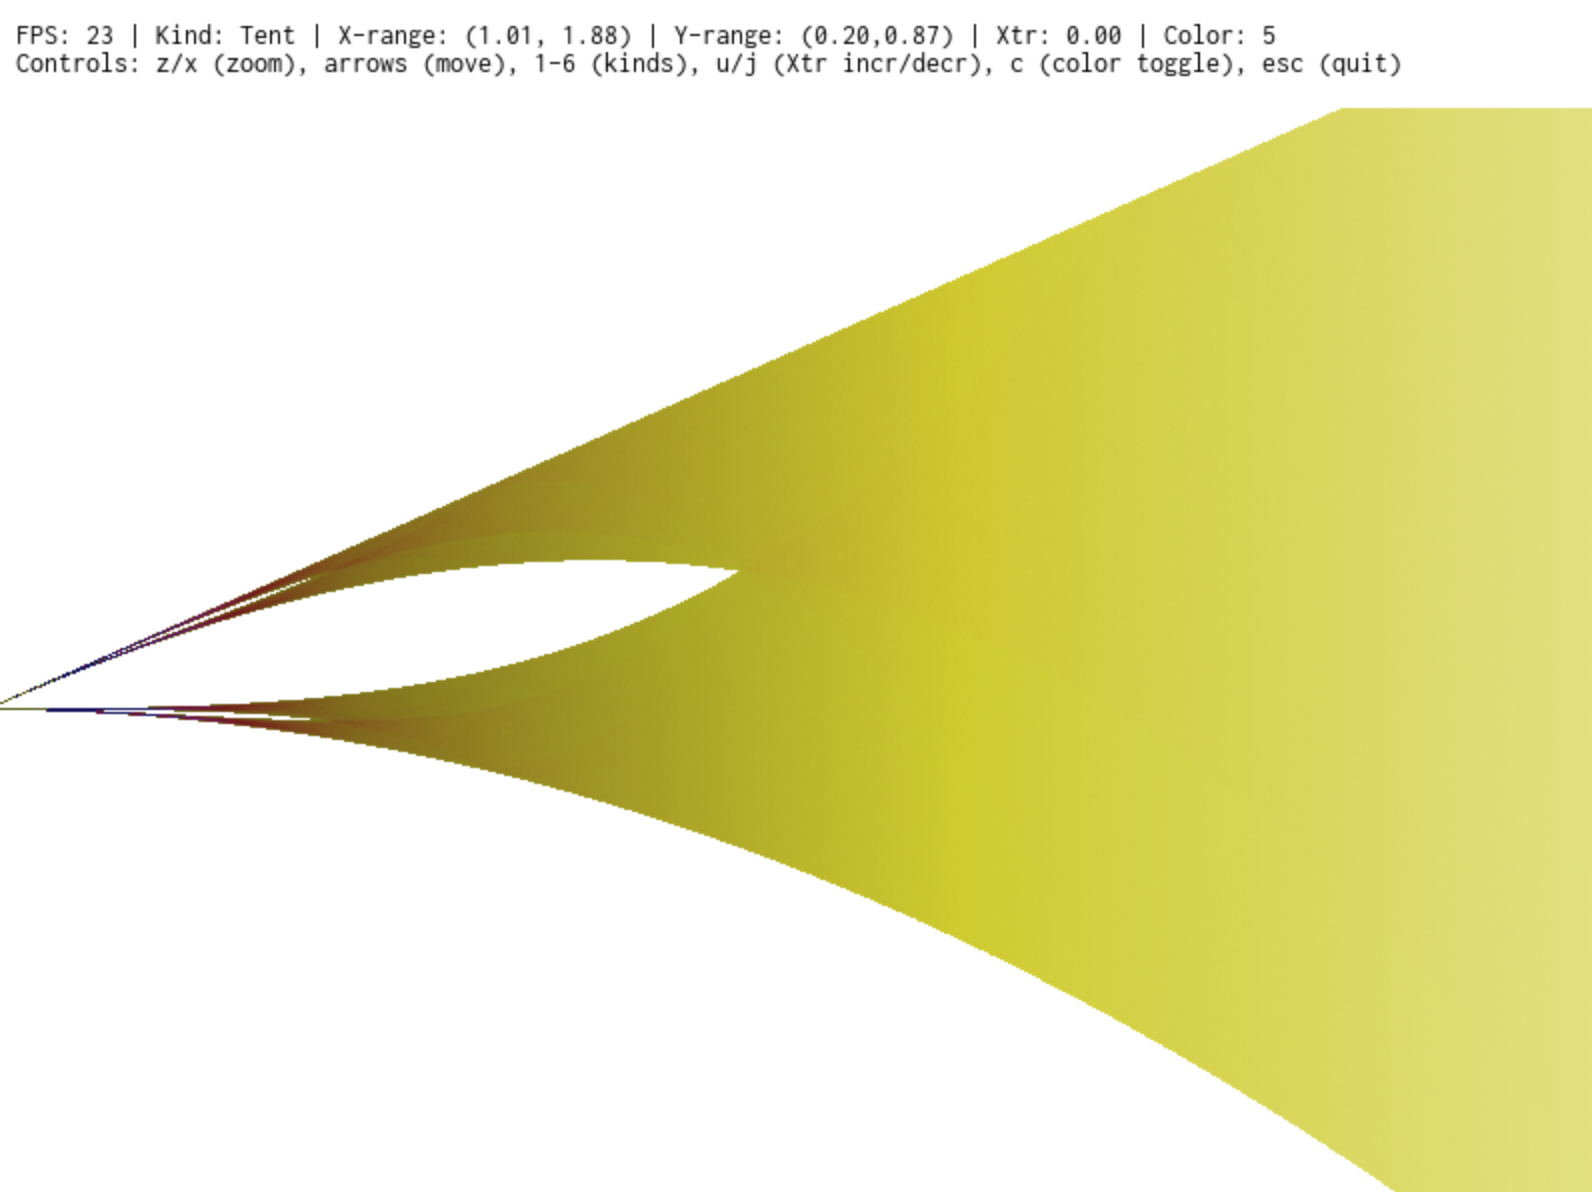 FPS: 23 | Kind: Tent | X-range: (1.01, 1.88) | Y-range: (0.20,0.87) | Xtr: 0.00 | Color: 5
Controls: z/x (zoom), arrows (move), 1-6 (kinds), u/j (Xtr incr/decr), c (color toggle), esc (quit)